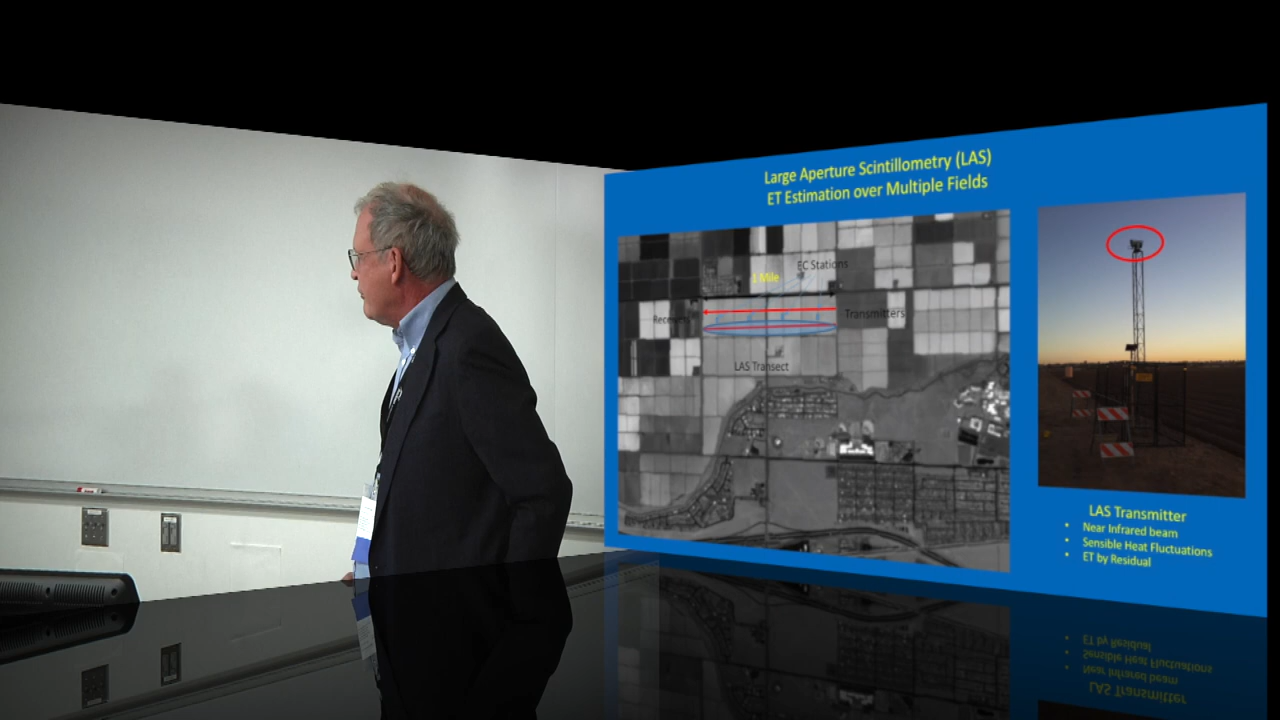 Large Aperture Scintillometry (LAS)
ET Estimation over Multiple Fields
EC Stations
1 Mile
Receivers
Transmitters
LAS Transect
LAS Transmitter
• Near Infrared beam
• Sensible Heat Fluctuations
• ET by Residual